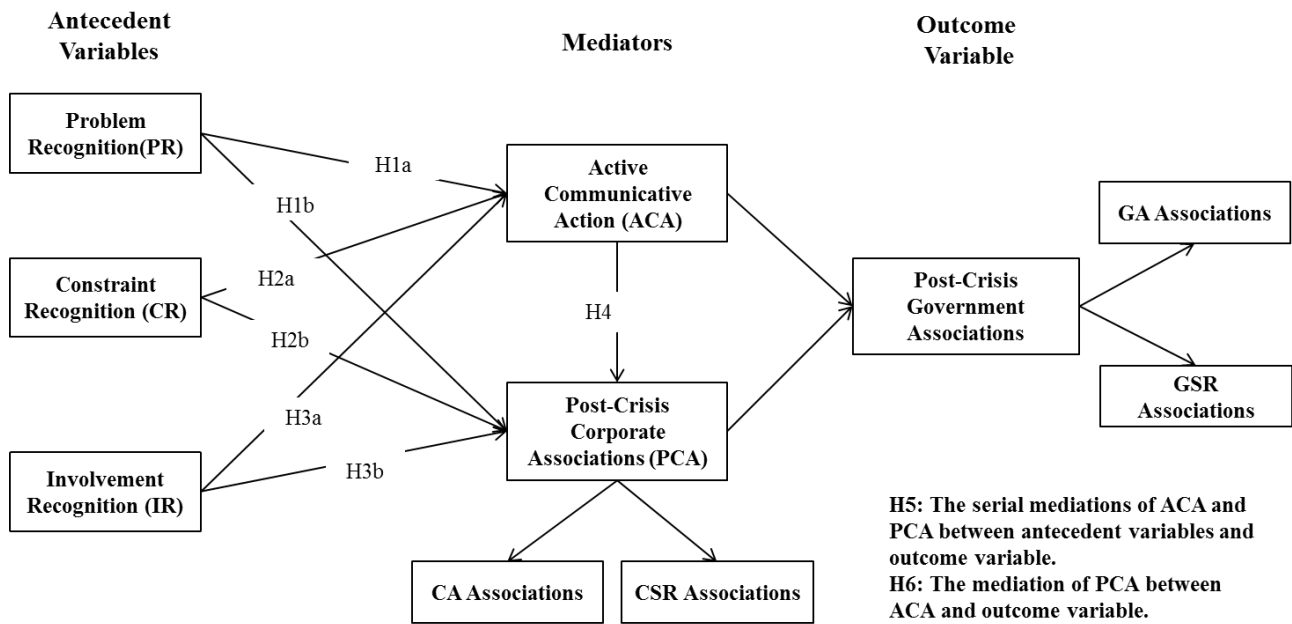 Antecedent
Variables
Mediators
Outcome
Variable
Problem
Recognition(PR)
Constraint
Recognition (CR)
Involvement
Recognition (IR)
H1a
H1b
H2a
H2b
H3a
H3b
Active
Communicative
Action (ACA)
H4
Post-Crisis
Corporate
Associations (PCA)
CA Associations
CSR Associations
Post-Crisis
Government
Associations
GA Associations
GSR
Associations
H5: The serial mediations of ACA and
PCA between antecedent variables and
outcome variable.
H6: The mediation of PCA between
ACA and outcome variable.